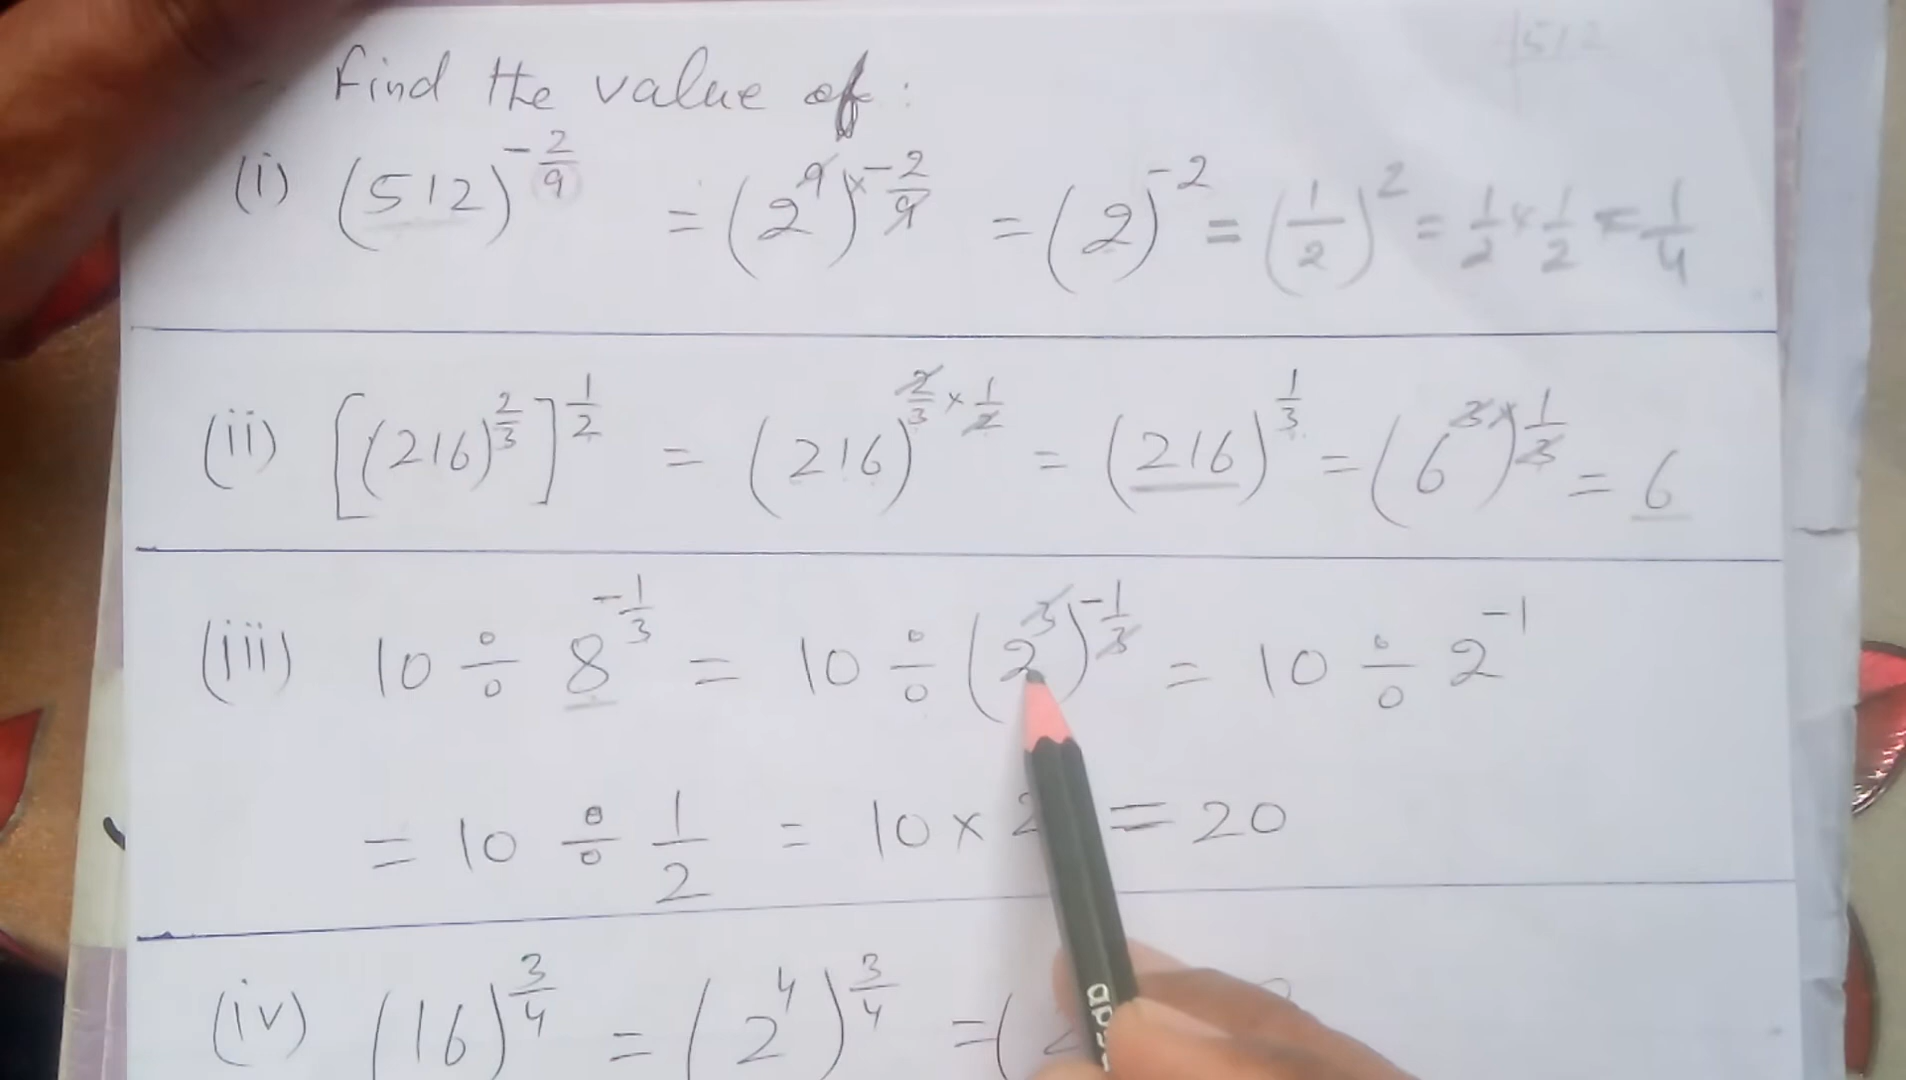 Find the value of:
(i) (512)^(-2/9) = (2^9)^(× -2/9) = (2)^(-2) = (1/2)^2 = 1/2 × 1/2 = 1/4
(ii) [(216)^(2/3)]^(1/2) = (216)^(2/3 × 1/2) = (216)^(1/3) = (6^(3×))^(1/3) = 6
(iii) 10 ÷ 8^(-1/3) = 10 ÷ (2^3)^(-1/3) = 10 ÷ 2^(-1)
= 10 ÷ 1/2 = 10 × 2 = 20
(iv) (16)^(3/4) = (2^4)^(3/4) = (
512